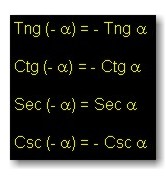 Tng (- α) = - Tng α
Ctg (- α) = - Ctg α
Sec (- α) = Sec α
Csc (- α) = - Csc α